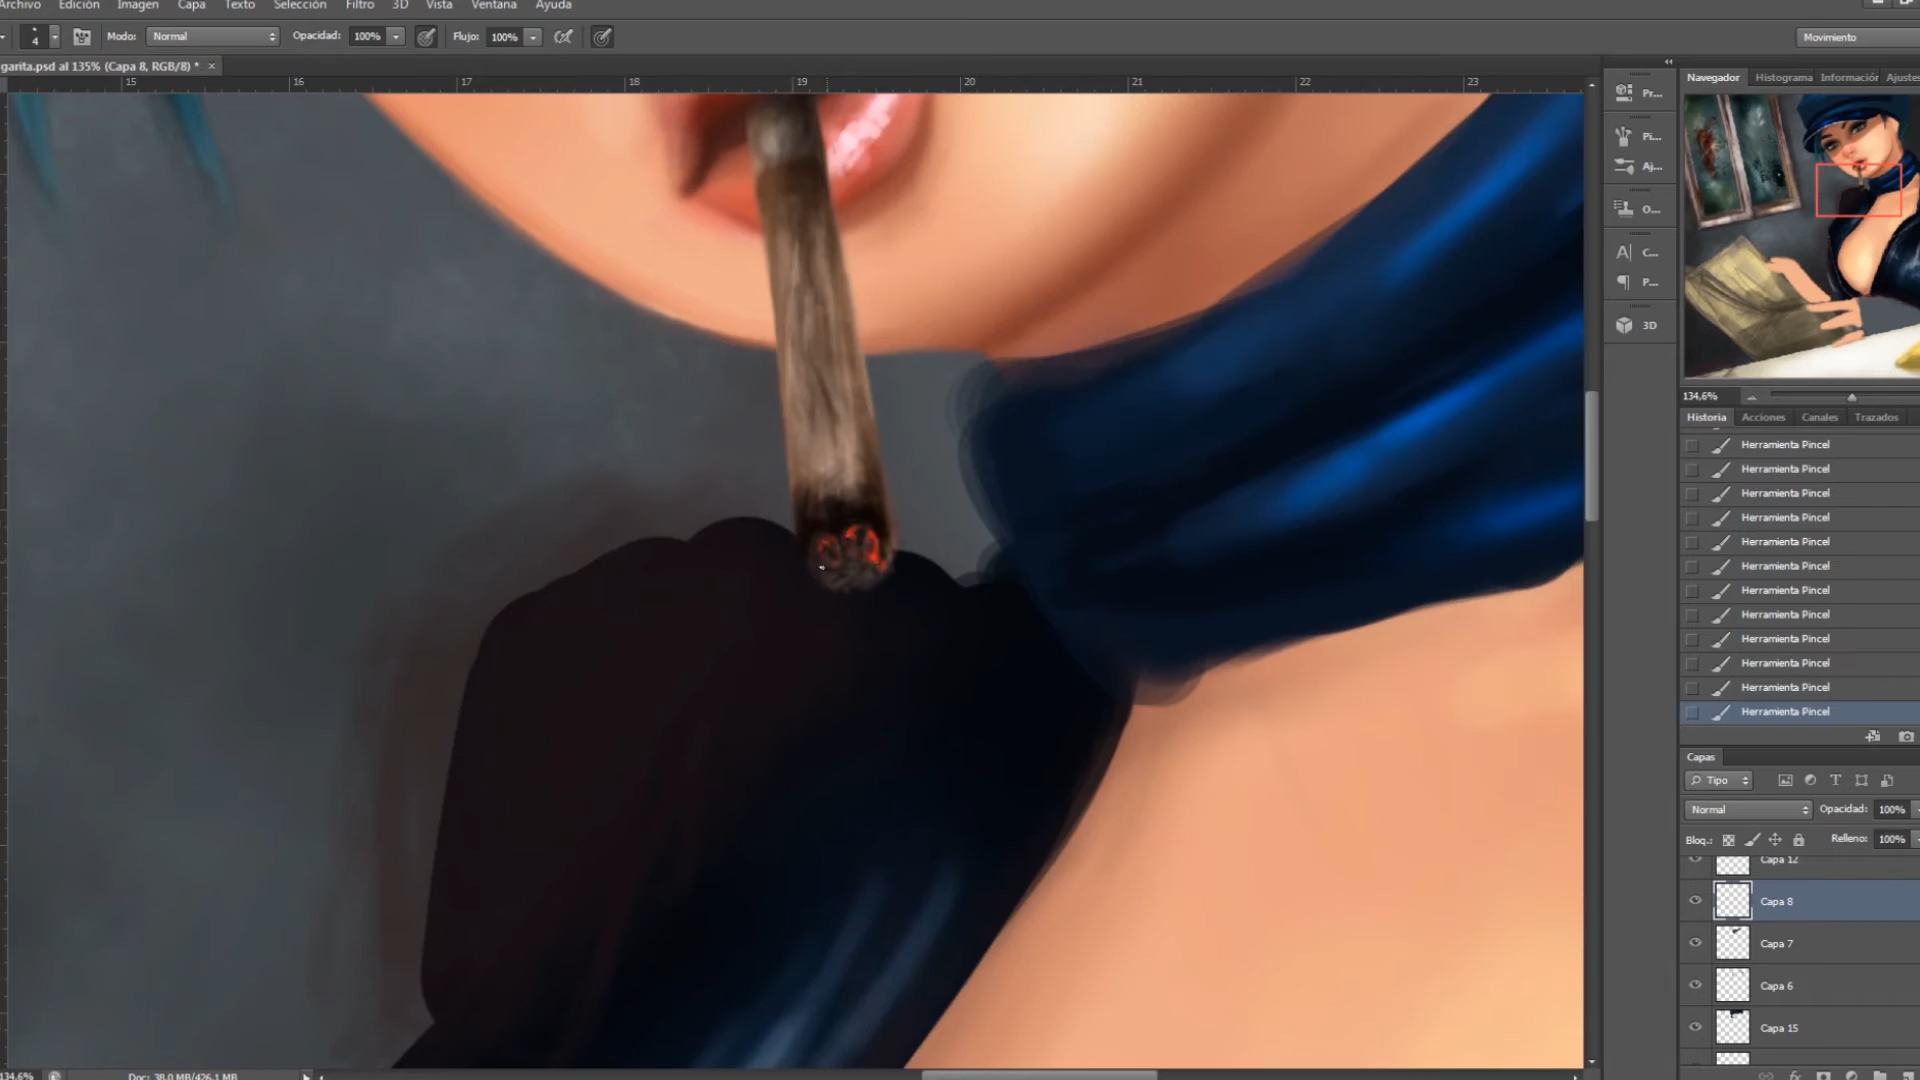 Archivo Edición Imagen Capa Texto Selección Filtro 3D Vista Ventana Ayuda
4 Modo: Normal Opacidad: 100% Flujo: 100% Movimiento
garita.psd al 135% (Capa 8, RGB/8) * ×
15 16 17 18 19 20 21 22 23
Navegador Histograma Información Ajustes
Pr...
Pi...
Aj...
O...
C...
P...
3D
134,6%
Historia Acciones Canales Trazados
Herramienta Pincel
Herramienta Pincel
Herramienta Pincel
Herramienta Pincel
Herramienta Pincel
Herramienta Pincel
Herramienta Pincel
Herramienta Pincel
Herramienta Pincel
Herramienta Pincel
Herramienta Pincel
Herramienta Pincel
Capas
Tipo
Normal Opacidad: 100%
Bloq.: Relleno: 100%
Capa 12
Capa 8
Capa 7
Capa 6
Capa 15
134,6% Doc: 38,0 MB/426,1 MB